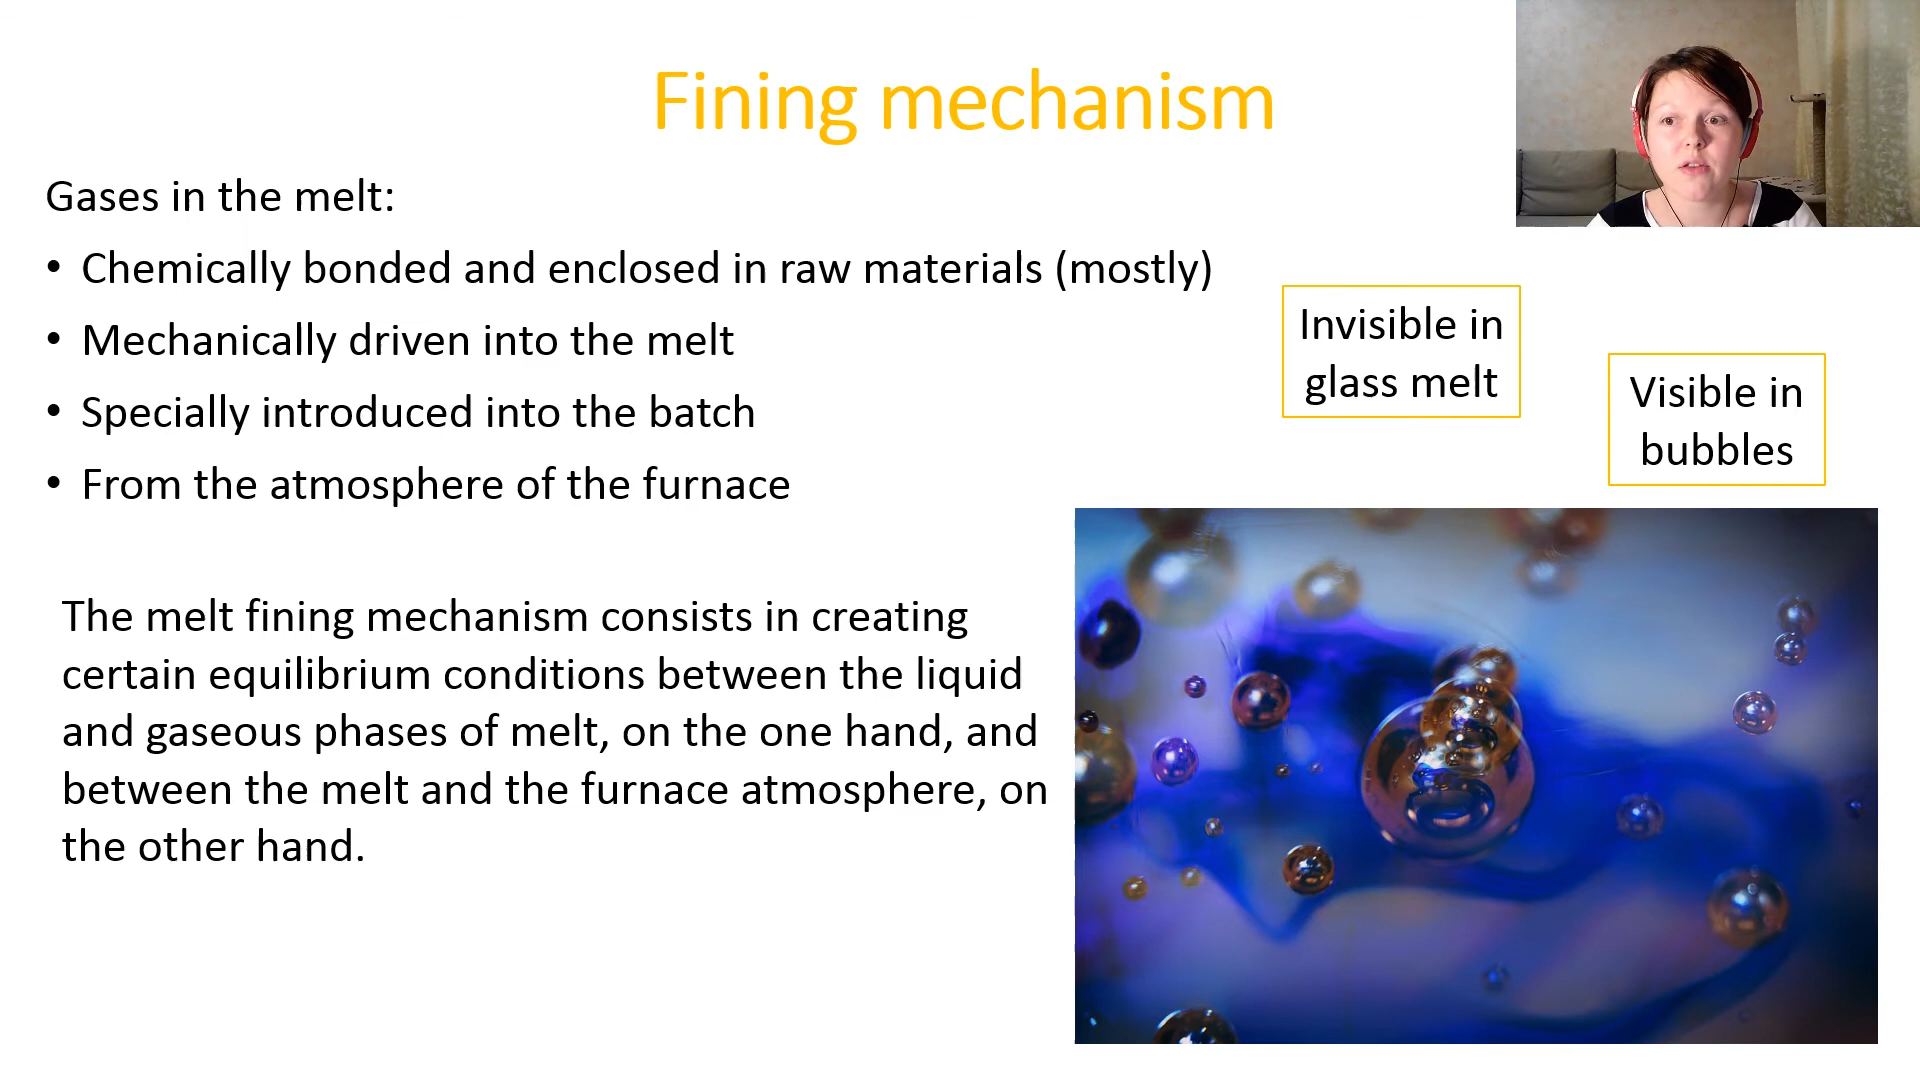 Fining mechanism
Gases in the melt:
• Chemically bonded and enclosed in raw materials (mostly)
• Mechanically driven into the melt
• Specially introduced into the batch
• From the atmosphere of the furnace
Invisible in
glass melt
Visible in
bubbles
The melt fining mechanism consists in creating
certain equilibrium conditions between the liquid
and gaseous phases of melt, on the one hand, and
between the melt and the furnace atmosphere, on
the other hand.